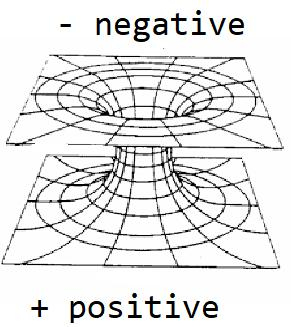 - negative
+ positive